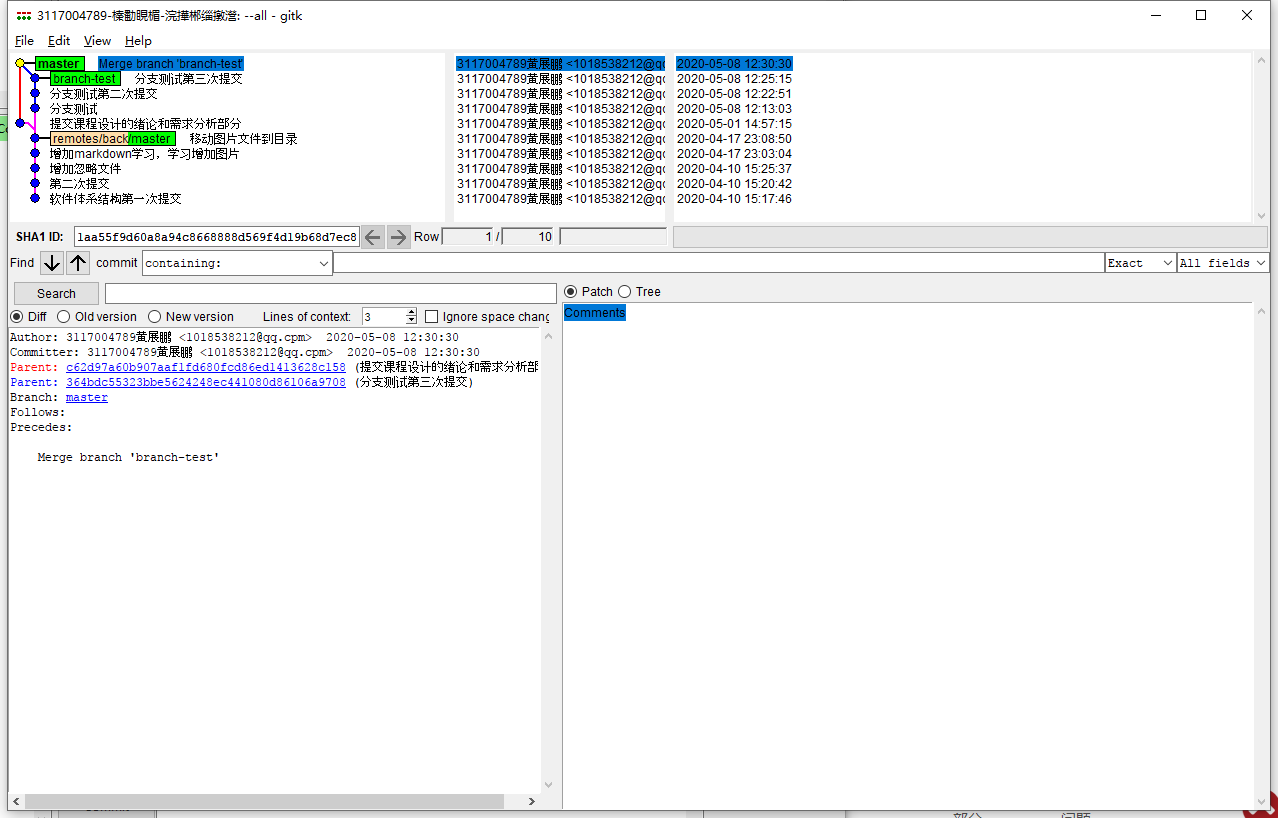 3117004789-榛勫睍楣-浣撶郴缁撴瀯: --all - gitk
File Edit View Help
master Merge branch 'branch-test' 3117004789黄展鹏 <1018538212@qc 2020-05-08 12:30:30
branch-test 分支测试第三次提交 3117004789黄展鹏 <1018538212@qc 2020-05-08 12:25:15
分支测试第二次提交 3117004789黄展鹏 <1018538212@qc 2020-05-08 12:22:51
分支测试 3117004789黄展鹏 <1018538212@qc 2020-05-08 12:13:03
提交课程设计的绪论和需求分析部分 3117004789黄展鹏 <1018538212@qc 2020-05-01 14:57:15
remotes/back/master 移动图片文件到目录 3117004789黄展鹏 <1018538212@qc 2020-04-17 23:08:50
增加markdown学习，学习增加图片 3117004789黄展鹏 <1018538212@qc 2020-04-17 23:03:04
增加忽略文件 3117004789黄展鹏 <1018538212@qc 2020-04-10 15:25:37
第二次提交 3117004789黄展鹏 <1018538212@qc 2020-04-10 15:20:42
软件体系结构第一次提交 3117004789黄展鹏 <1018538212@qc 2020-04-10 15:17:46
SHA1 ID: 1aa55f9d60a8a94c8668888d569f4d19b68d7ec8 Row 1 / 10
Find commit containing: Exact All fields
Search Patch Tree
Diff Old version New version Lines of context: 3 Ignore space chang
Comments
Author: 3117004789黄展鹏 <1018538212@qq.cpm> 2020-05-08 12:30:30
Committer: 3117004789黄展鹏 <1018538212@qq.cpm> 2020-05-08 12:30:30
Parent: c62d97a60b907aaf1fd680fcd86ed1413628c158 (提交课程设计的绪论和需求分析部
Parent: 364bdc55323bbe5624248ec441080d86106a9708 (分支测试第三次提交)
Branch: master
Follows:
Precedes:
Merge branch 'branch-test'